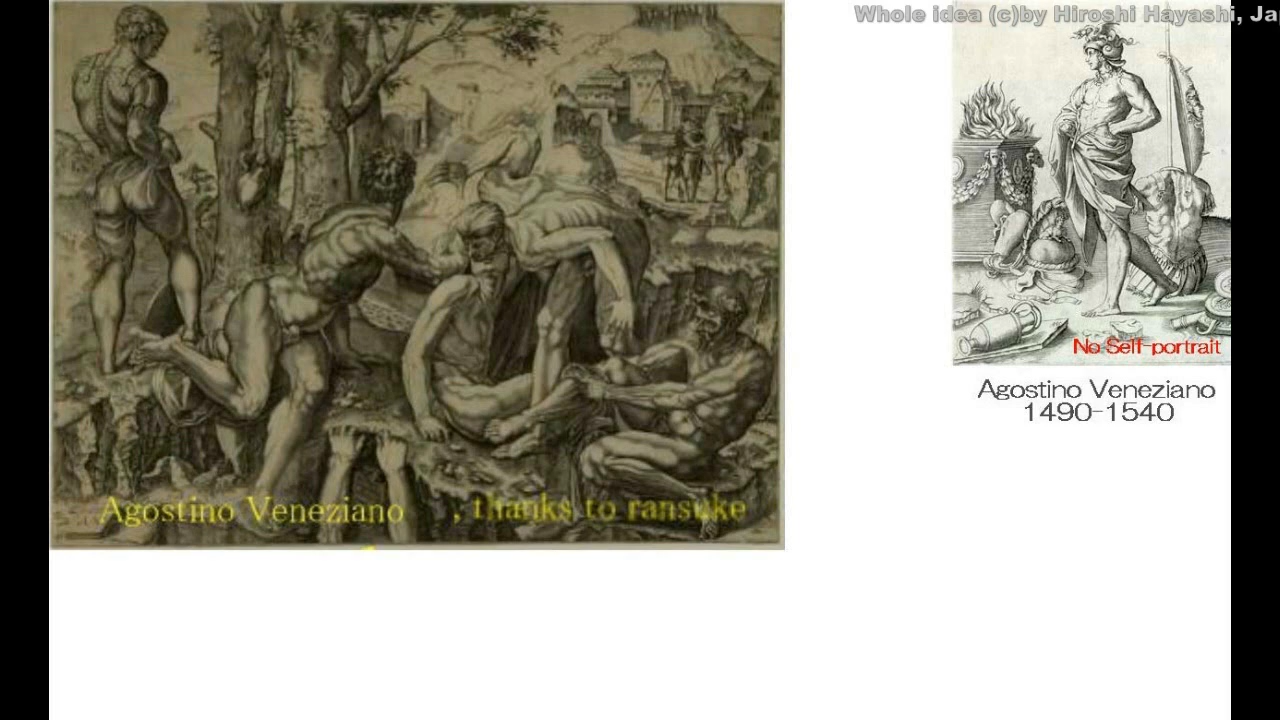 Whole idea (c)by Hiroshi Hayashi, Ja
No Self-portrait
Agostino Veneziano
1490-1540
Agostino Veneziano , thanks to ransuke